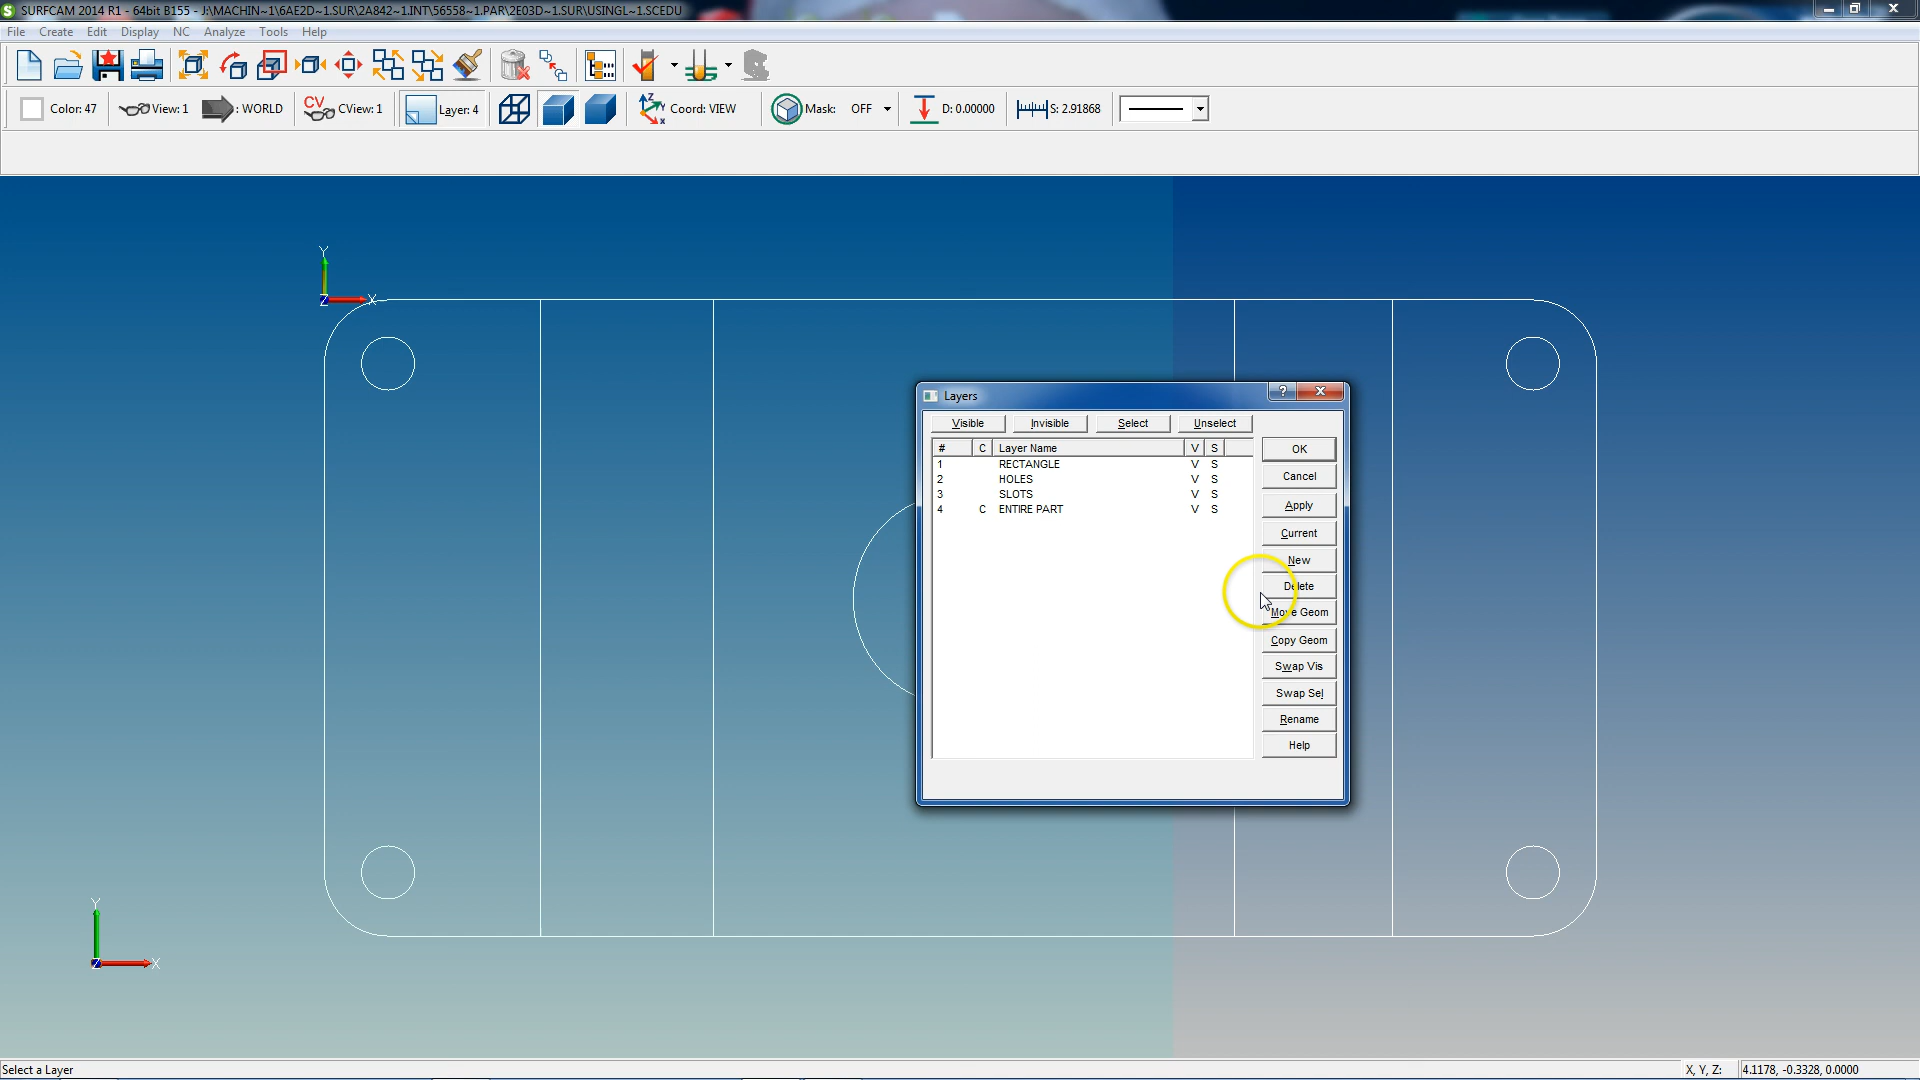 SURFCAM 2014 R1 - 64bit B155 - J:\MACHIN~1\6AE2D~1.SUR\2A842~1.INT\56558~1.PAR\2E03D~1.SUR\USINGL~1.SCEDU
File Create Edit Display NC Analyze Tools Help
Color: 47 View: 1 : WORLD CV CView: 1 Layer: 4 Coord: VIEW Mask: OFF D: 0.00000 S: 2.91868
Y
Z X
Layers
Visible Invisible Select Unselect
# C Layer Name V S
1 RECTANGLE V S
2 HOLES V S
3 SLOTS V S
4 C ENTIRE PART V S
OK
Cancel
Apply
Current
New
Delete
Move Geom
Copy Geom
Swap Vis
Swap Sel
Rename
Help
Y
Z X
Select a Layer X, Y, Z: 4.1178, -0.3328, 0.0000